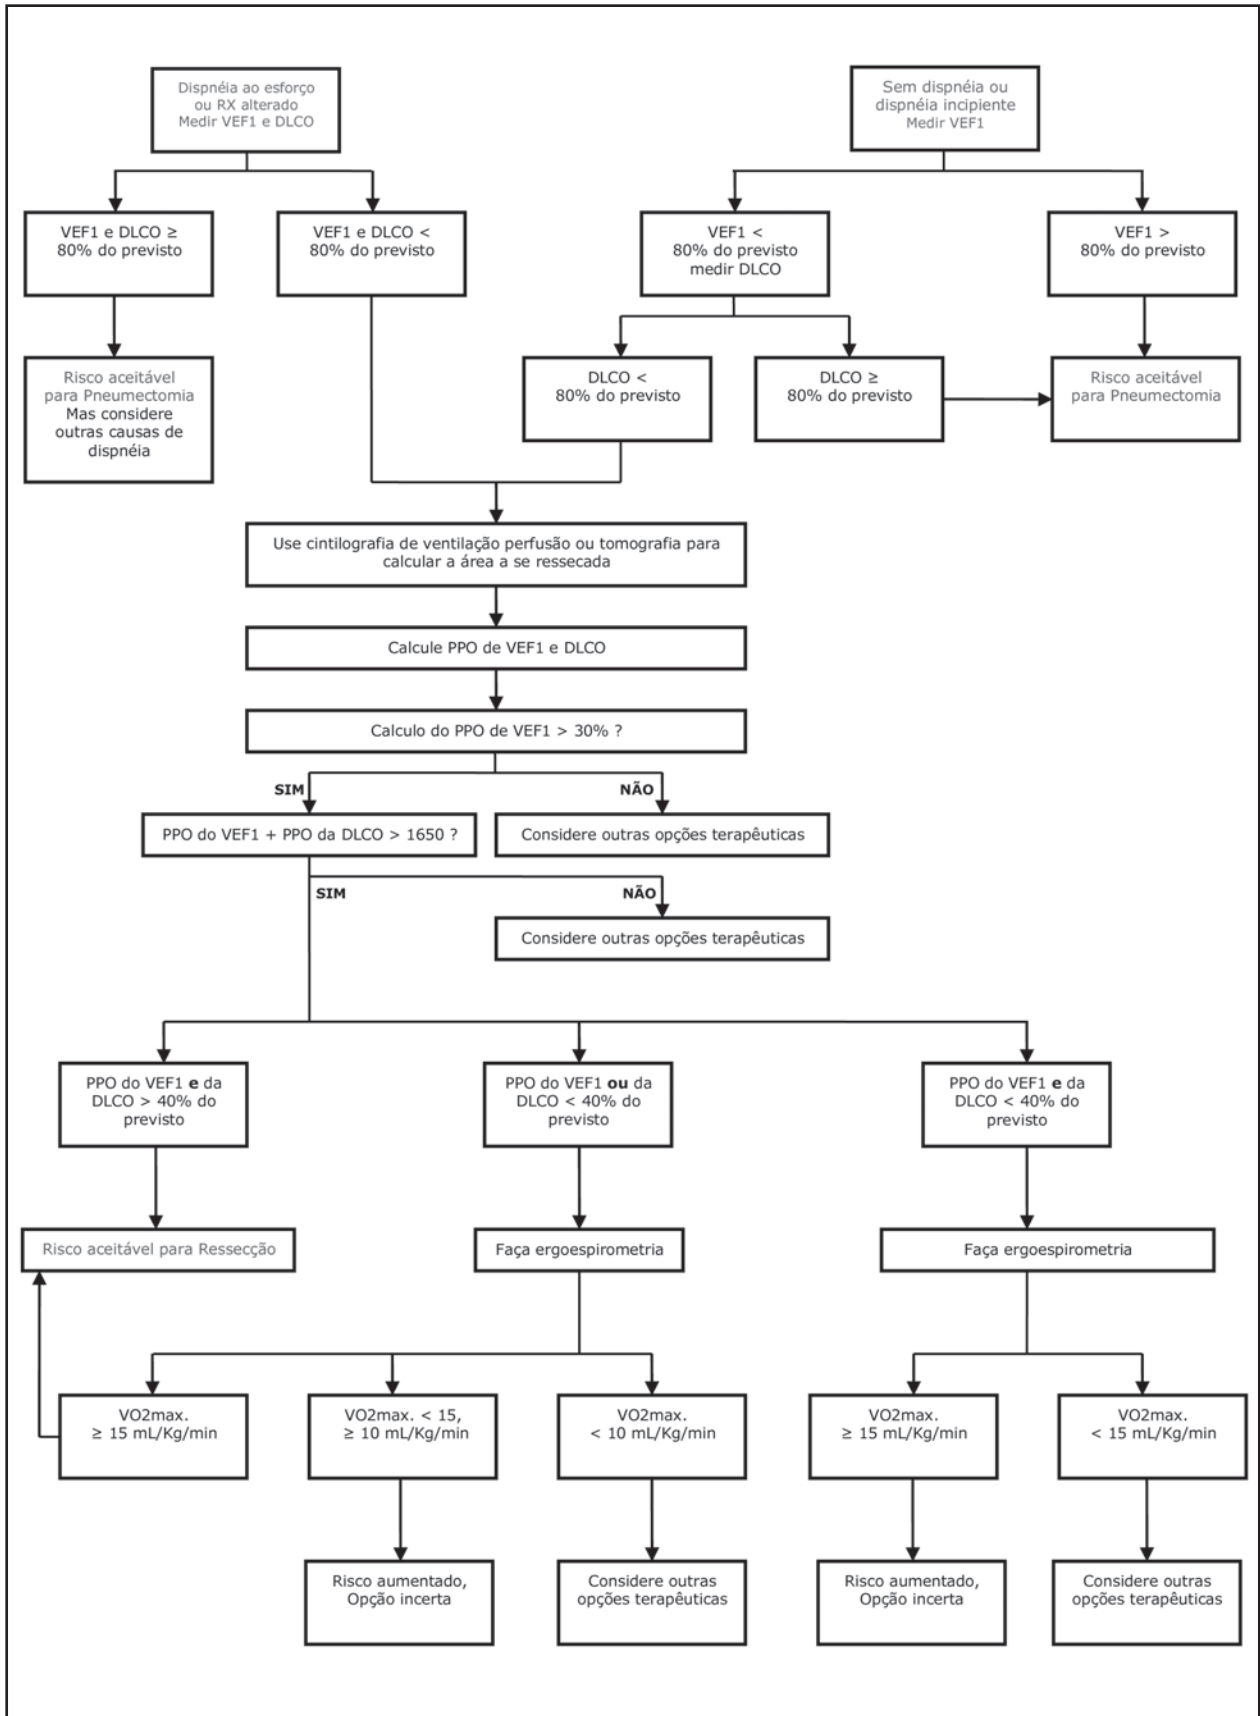 Dispnéia ao esforço
ou RX alterado
Medir VEF1 e DLCO
Sem dispnéia ou
dispnéia incipiente
Medir VEF1
VEF1 e DLCO ≥
80% do previsto
VEF1 e DLCO <
80% do previsto
VEF1 <
80% do previsto
medir DLCO
VEF1 >
80% do previsto
Risco aceitável
para Pneumectomia
Mas considere
outras causas de
dispnéia
DLCO <
80% do previsto
DLCO ≥
80% do previsto
Risco aceitável
para Pneumectomia
Use cintilografia de ventilação perfusão ou tomografia para
calcular a área a se ressecada
Calcule PPO de VEF1 e DLCO
Calculo do PPO de VEF1 > 30% ?
SIM
NÃO
PPO do VEF1 + PPO da DLCO > 1650 ?
Considere outras opções terapêuticas
SIM
NÃO
Considere outras opções terapêuticas
PPO do VEF1 e da
DLCO > 40% do
previsto
PPO do VEF1 ou da
DLCO < 40% do
previsto
PPO do VEF1 e da
DLCO < 40% do
previsto
Risco aceitável para Ressecção
Faça ergoespirometria
Faça ergoespirometria
VO2max.
≥ 15 mL/Kg/min
VO2max. < 15,
≥ 10 mL/Kg/min
VO2max.
< 10 mL/Kg/min
VO2max.
≥ 15 mL/Kg/min
VO2max.
< 15 mL/Kg/min
Risco aumentado,
Opção incerta
Considere outras
opções terapêuticas
Risco aumentado,
Opção incerta
Considere outras
opções terapêuticas